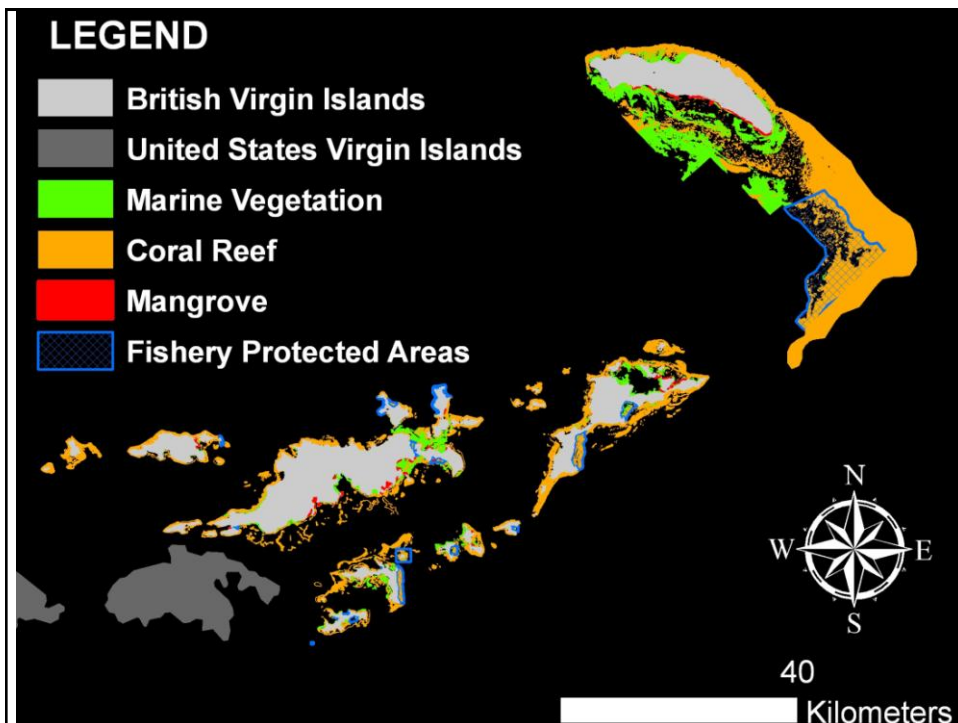 LEGEND
British Virgin Islands
United States Virgin Islands
Marine Vegetation
Coral Reef
Mangrove
Fishery Protected Areas
N
W E
S
40
Kilometers